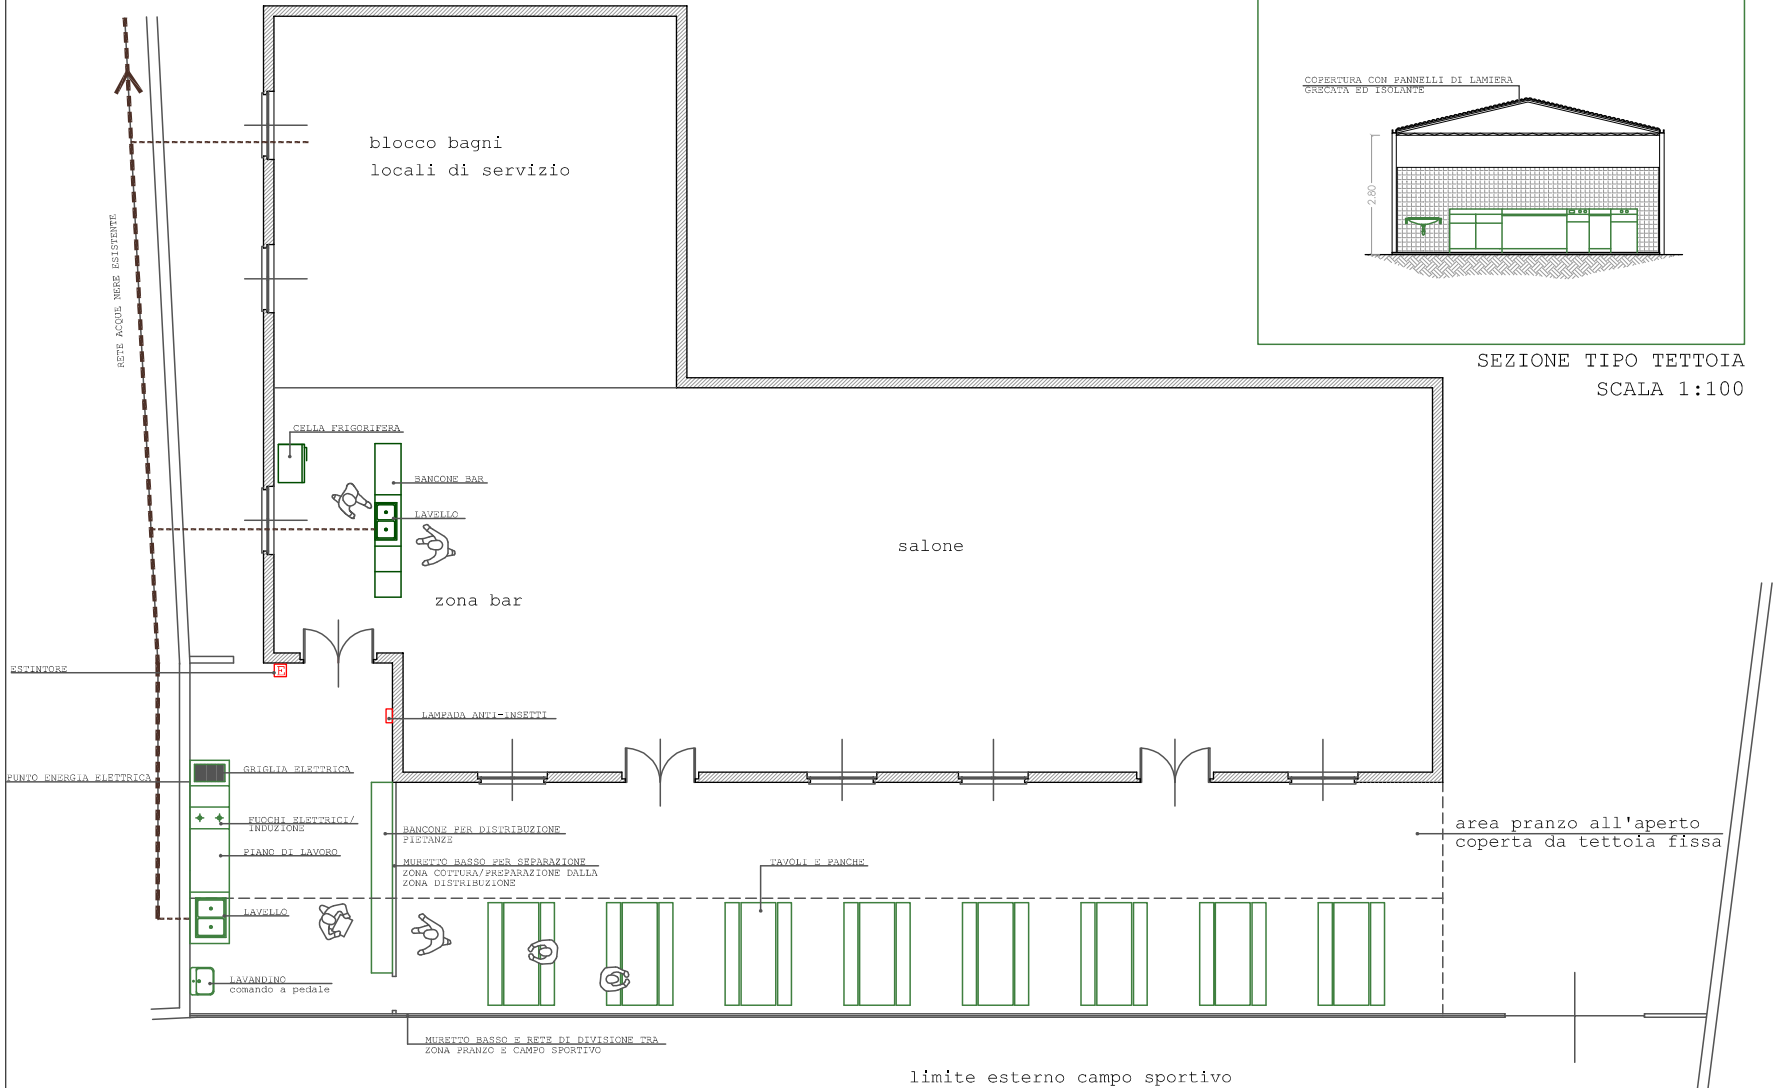 COPERTURA CON PANNELLI DI LAMIERA
GRECATA ED ISOLANTE
2.80
SEZIONE TIPO TETTOIA
SCALA 1:100
blocco bagni
locali di servizio
RETE ACQUE NERE ESISTENTE
CELLA FRIGORIFERA
BANCONE BAR
LAVELLO
salone
zona bar
ESTINTORE
E
LAMPADA ANTI-INSETTI
PUNTO ENERGIA ELETTRICA
GRIGLIA ELETTRICA
FUOCHI ELETTRICI/
INDUZIONE
PIANO DI LAVORO
BANCONE PER DISTRIBUZIONE
PIETANZE
MURETTO BASSO PER SEPARAZIONE
ZONA COTTURA/PREPARAZIONE DALLA
ZONA DISTRIBUZIONE
TAVOLI E PANCHE
area pranzo all'aperto
coperta da tettoia fissa
LAVELLO
LAVANDINO
comando a pedale
MURETTO BASSO E RETE DI DIVISIONE TRA
ZONA PRANZO E CAMPO SPORTIVO
limite esterno campo sportivo